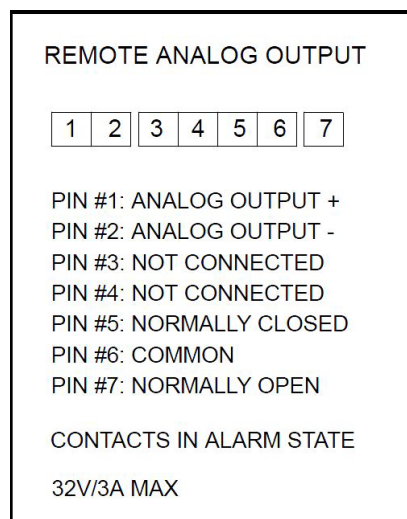 REMOTE ANALOG OUTPUT
1 2 3 4 5 6 7
PIN #1: ANALOG OUTPUT +
PIN #2: ANALOG OUTPUT -
PIN #3: NOT CONNECTED
PIN #4: NOT CONNECTED
PIN #5: NORMALLY CLOSED
PIN #6: COMMON
PIN #7: NORMALLY OPEN
CONTACTS IN ALARM STATE
32V/3A MAX